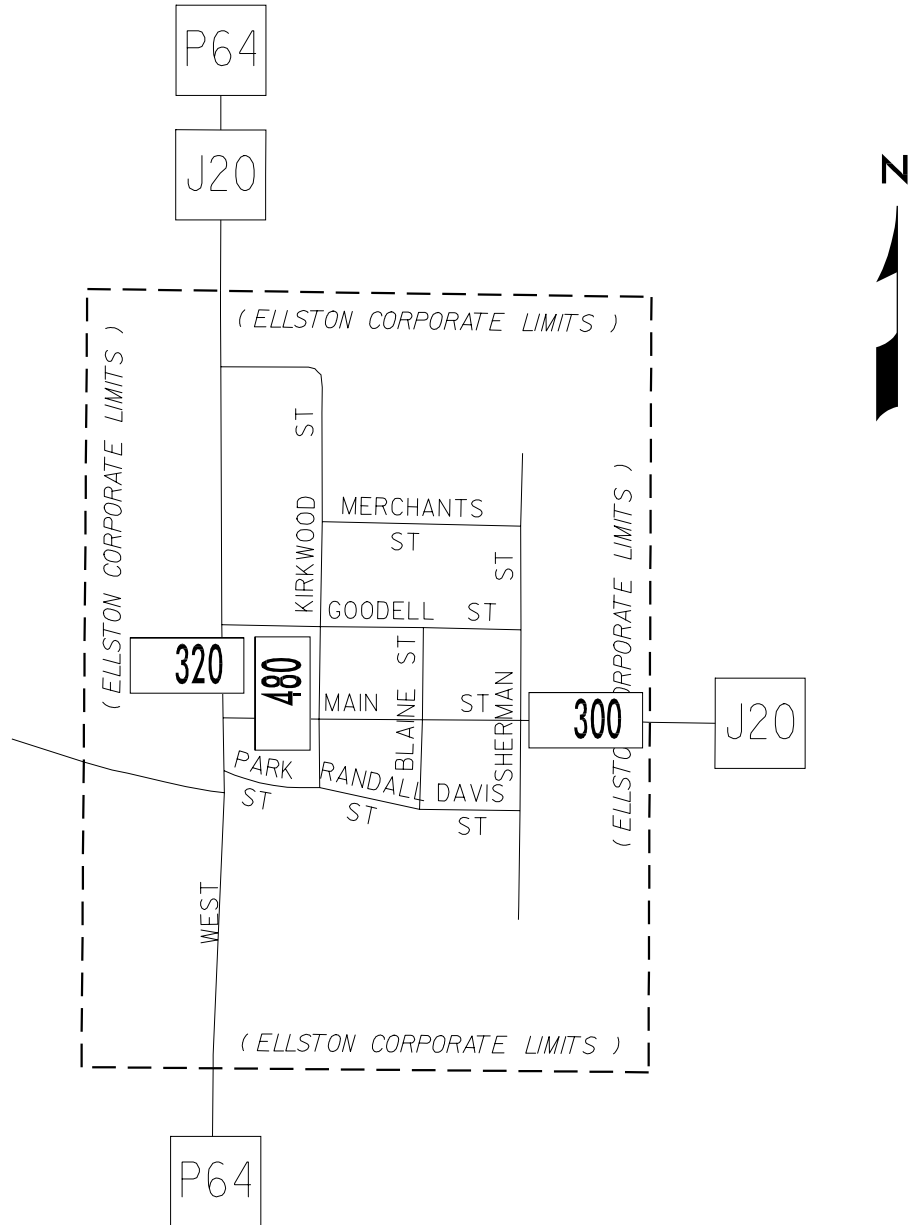 P64
J20
N
( ELLSTON CORPORATE LIMITS )
( ELLSTON CORPORATE LIMITS )
KIRKWOOD ST
MERCHANTS
ST
SHERMAN ST
( ELLSTON CORPORATE LIMITS )
GOODELL ST
320
480
BLAINE ST
MAIN ST
300
J20
PARK
ST
RANDALL
ST
DAVIS
ST
WEST
( ELLSTON CORPORATE LIMITS )
P64